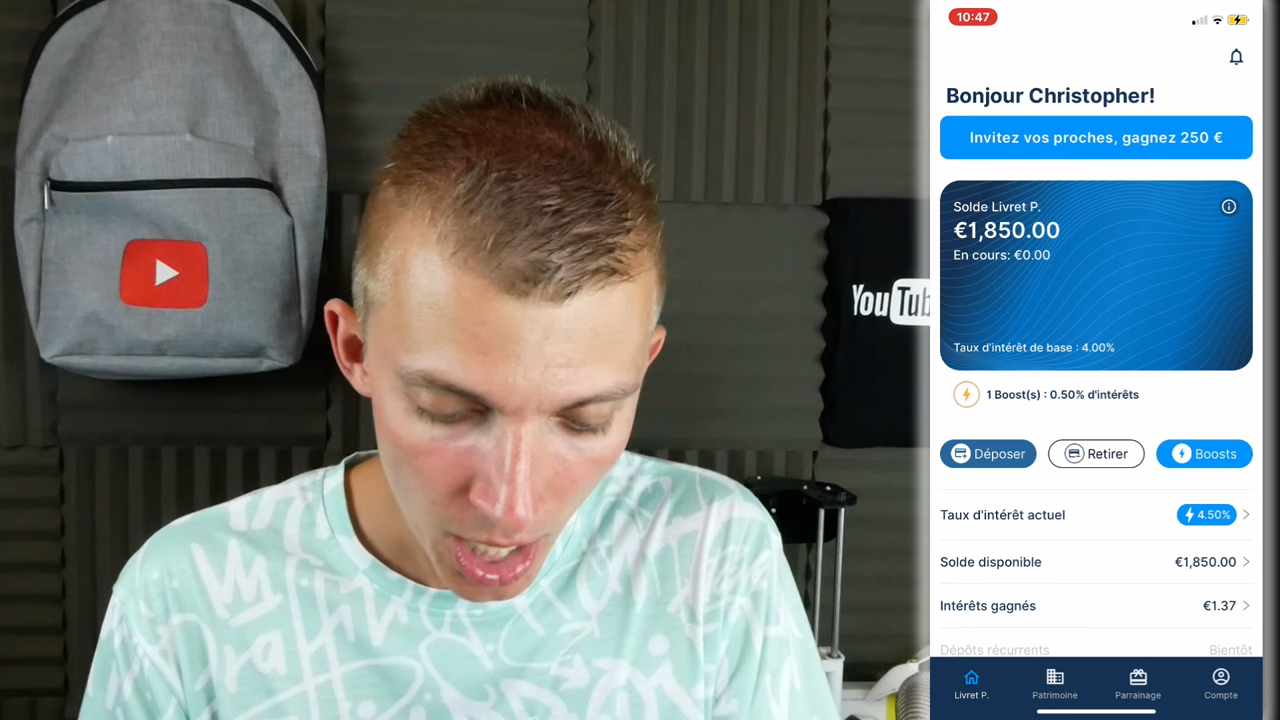 YouTub
10:47
Bonjour Christopher!
Invitez vos proches, gagnez 250 €
Solde Livret P.
€1,850.00
En cours: €0.00
Taux d'intérêt de base : 4.00%
1 Boost(s) : 0.50% d'intérêts
Déposer
Retirer
Boosts
Taux d'intérêt actuel
4.50%
Solde disponible
€1,850.00
Intérêts gagnés
€1.37
Dépôts récurrents
Bientôt
Livret P.
Patrimoine
Parrainage
Compte